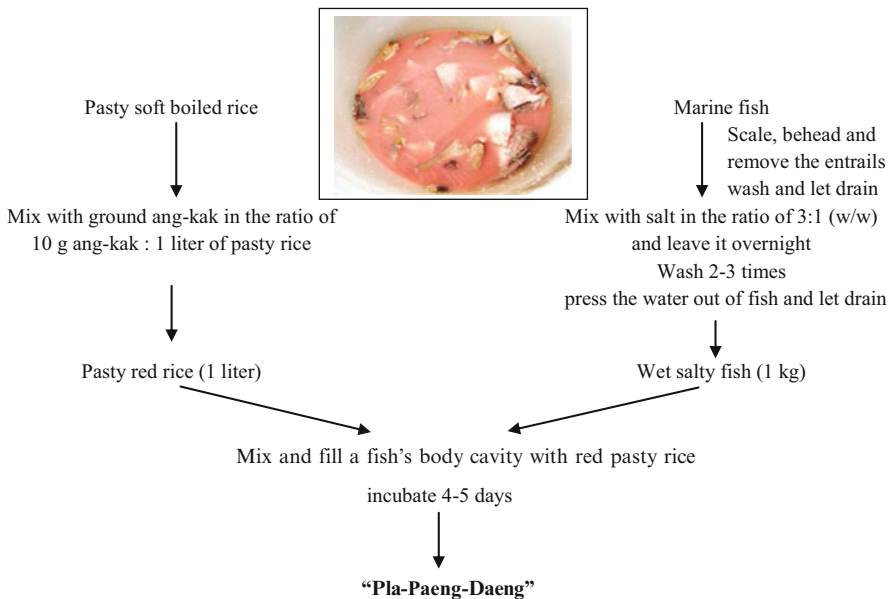 Pasty soft boiled rice
Mix with ground ang-kak in the ratio of
10 g ang-kak : 1 liter of pasty rice
Pasty red rice (1 liter)
Marine fish
Scale, behead and
remove the entrails
wash and let drain
Mix with salt in the ratio of 3:1 (w/w)
and leave it overnight
Wash 2-3 times
press the water out of fish and let drain
Wet salty fish (1 kg)
Mix and fill a fish's body cavity with red pasty rice
incubate 4-5 days
“Pla-Paeng-Daeng”